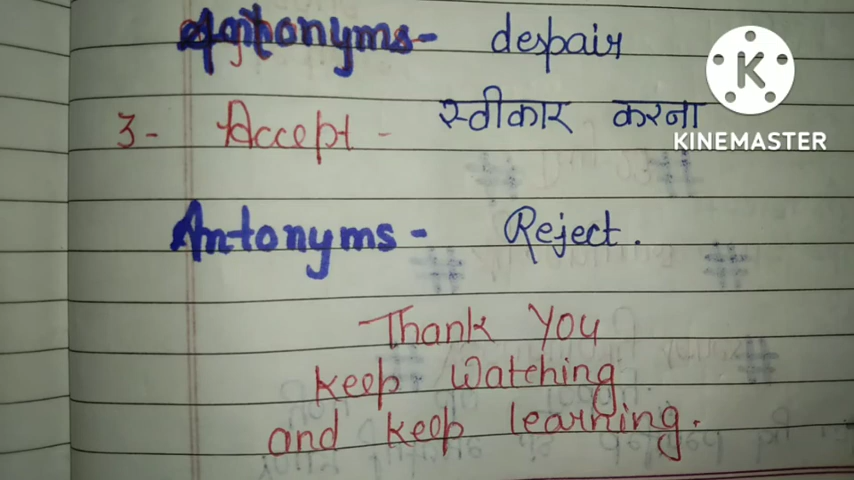 Antonyms- despair
3- Accept - स्वीकार करना
KINEMASTER
Antonyms- Reject.
Thank You
keep watching
and keep learning.